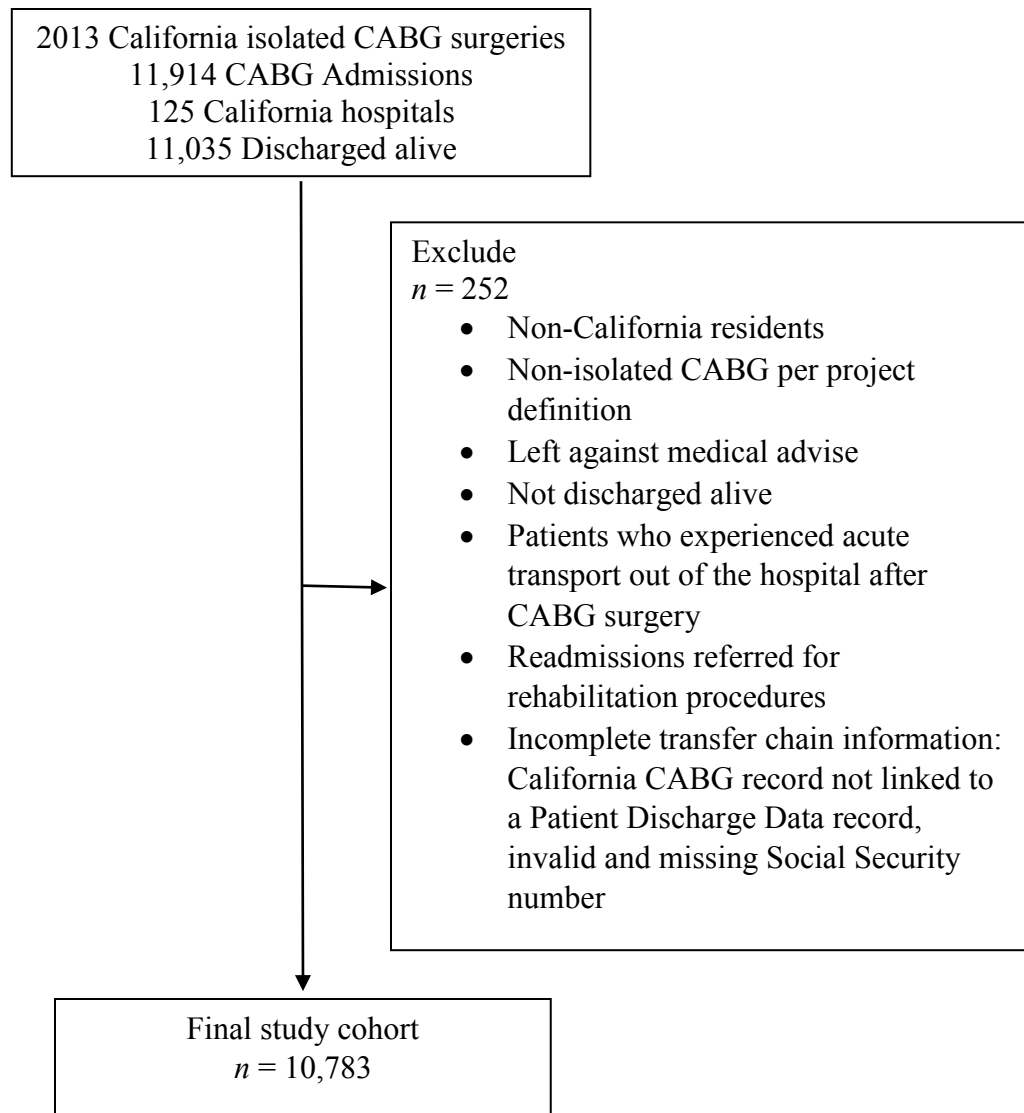 2013 California isolated CABG surgeries
11,914 CABG Admissions
125 California hospitals
11,035 Discharged alive
Exclude
n = 252
• Non-California residents
• Non-isolated CABG per project
definition
• Left against medical advise
• Not discharged alive
• Patients who experienced acute
transport out of the hospital after
CABG surgery
• Readmissions referred for
rehabilitation procedures
• Incomplete transfer chain information:
California CABG record not linked to
a Patient Discharge Data record,
invalid and missing Social Security
number
Final study cohort
n = 10,783